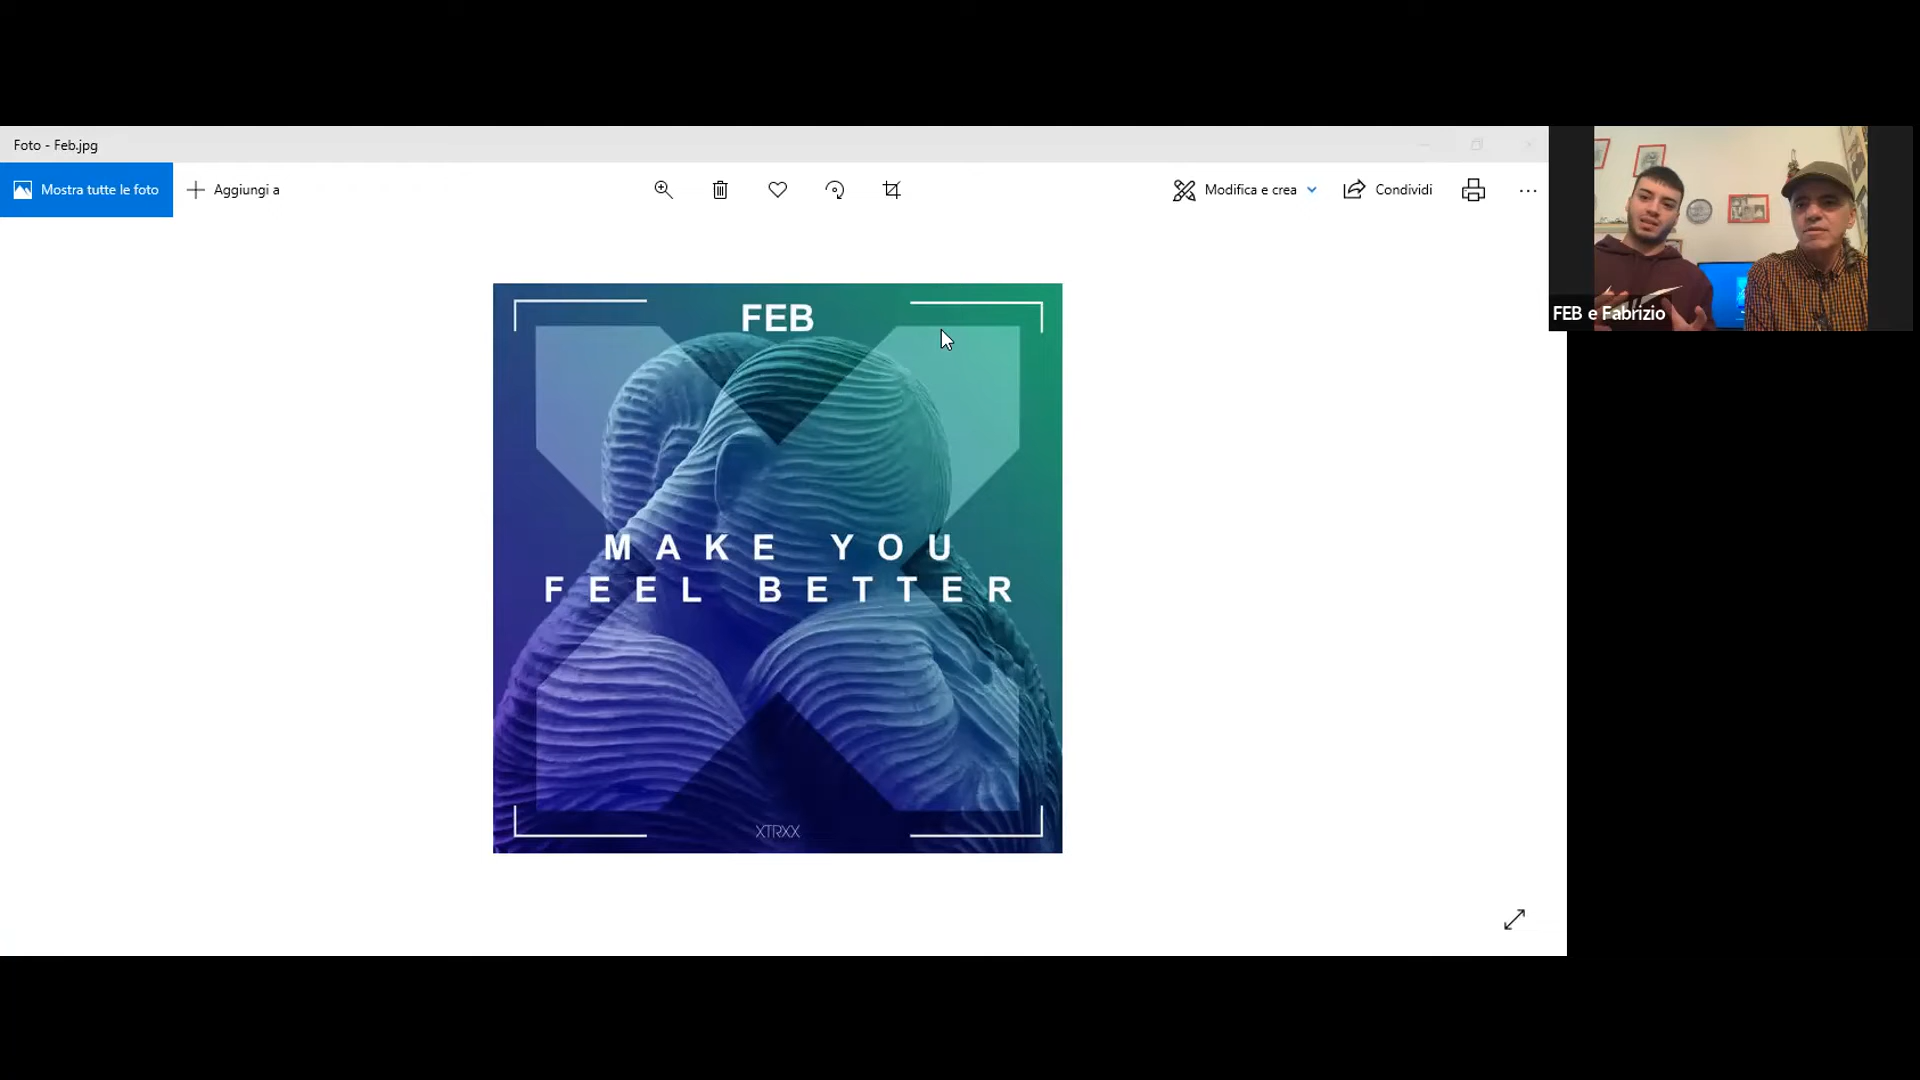 Foto - Feb.jpg
Mostra tutte le foto
Aggiungi a
Modifica e crea
Condividi
FEB e Fabrizio
FEB
MAKE YOU
FEEL BETTER
XTRXX